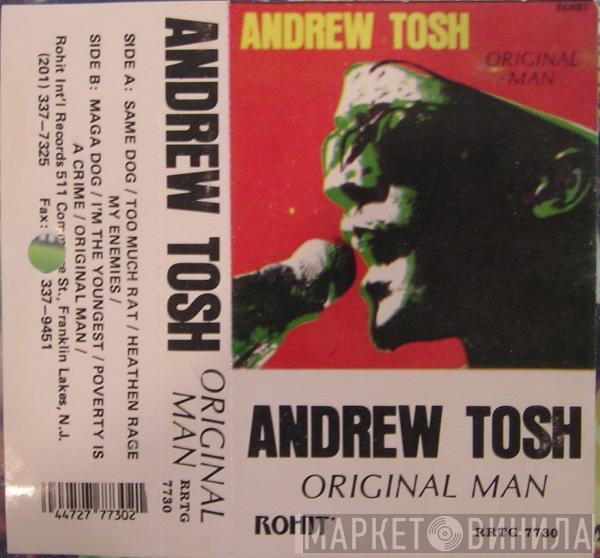 ANDREW TOSH
ORIGINAL
MAN
ANDREW TOSH
ORIGINAL MAN
ROHIT
RRTG 7730
ANDREW TOSH
ORIGINAL
MAN
RRTG
7730
SIDE A: SAME DOG / TOO MUCH RAT / HEATHEN RAGE
MY ENEMIES /
SIDE B: MAGA DOG / I'M THE YOUNGEST / POVERTY IS
A CRIME / ORIGINAL MAN /
Rohit Int'l Records 511 St., Franklin Lakes, N.J.
(201) 337-7325 Fax: 337-9451
44727 77302
МАРКЕТ ВИНИЛА